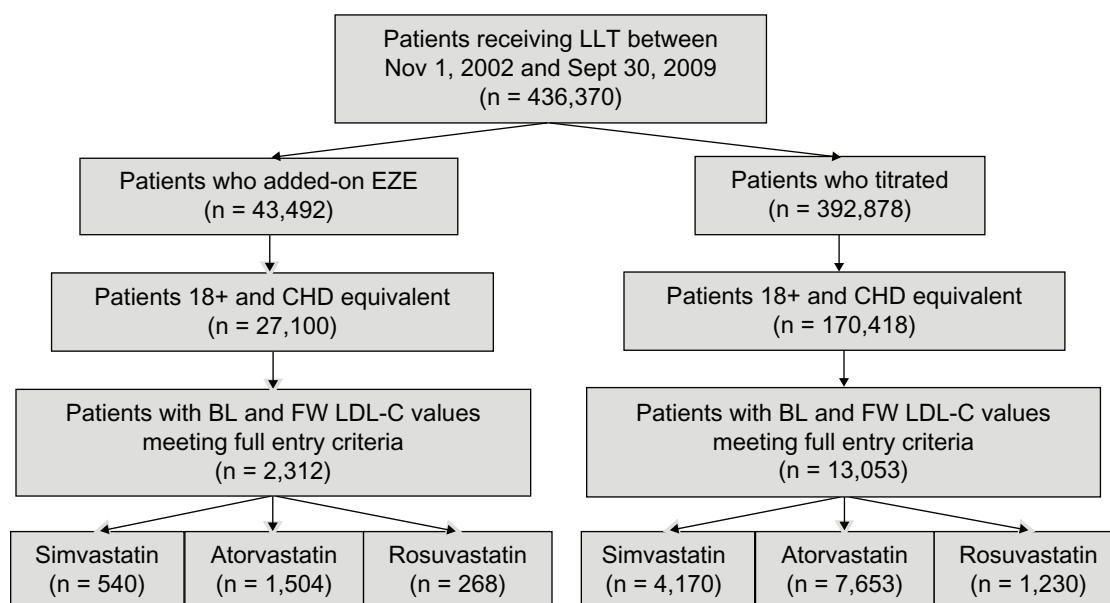 Patients receiving LLT between
Nov 1, 2002 and Sept 30, 2009
(n = 436,370)
Patients who added-on EZE
(n = 43,492)
Patients who titrated
(n = 392,878)
Patients 18+ and CHD equivalent
(n = 27,100)
Patients 18+ and CHD equivalent
(n = 170,418)
Patients with BL and FW LDL-C values
meeting full entry criteria
(n = 2,312)
Patients with BL and FW LDL-C values
meeting full entry criteria
(n = 13,053)
Simvastatin
(n = 540)
Atorvastatin
(n = 1,504)
Rosuvastatin
(n = 268)
Simvastatin
(n = 4,170)
Atorvastatin
(n = 7,653)
Rosuvastatin
(n = 1,230)